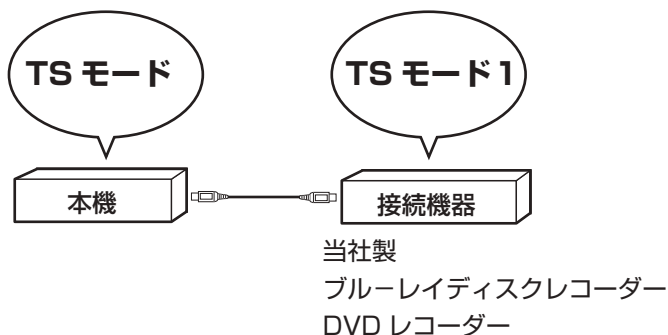 TS モード
TS モード1
本機
接続機器
当社製
ブルーレイディスクレコーダー
DVD レコーダー